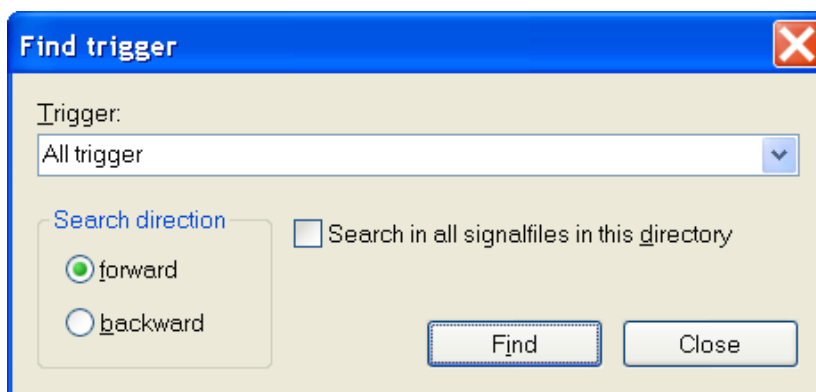 Find trigger
Trigger:
All trigger
Search direction
forward
backward
Search in all signalfiles in this directory
Find
Close